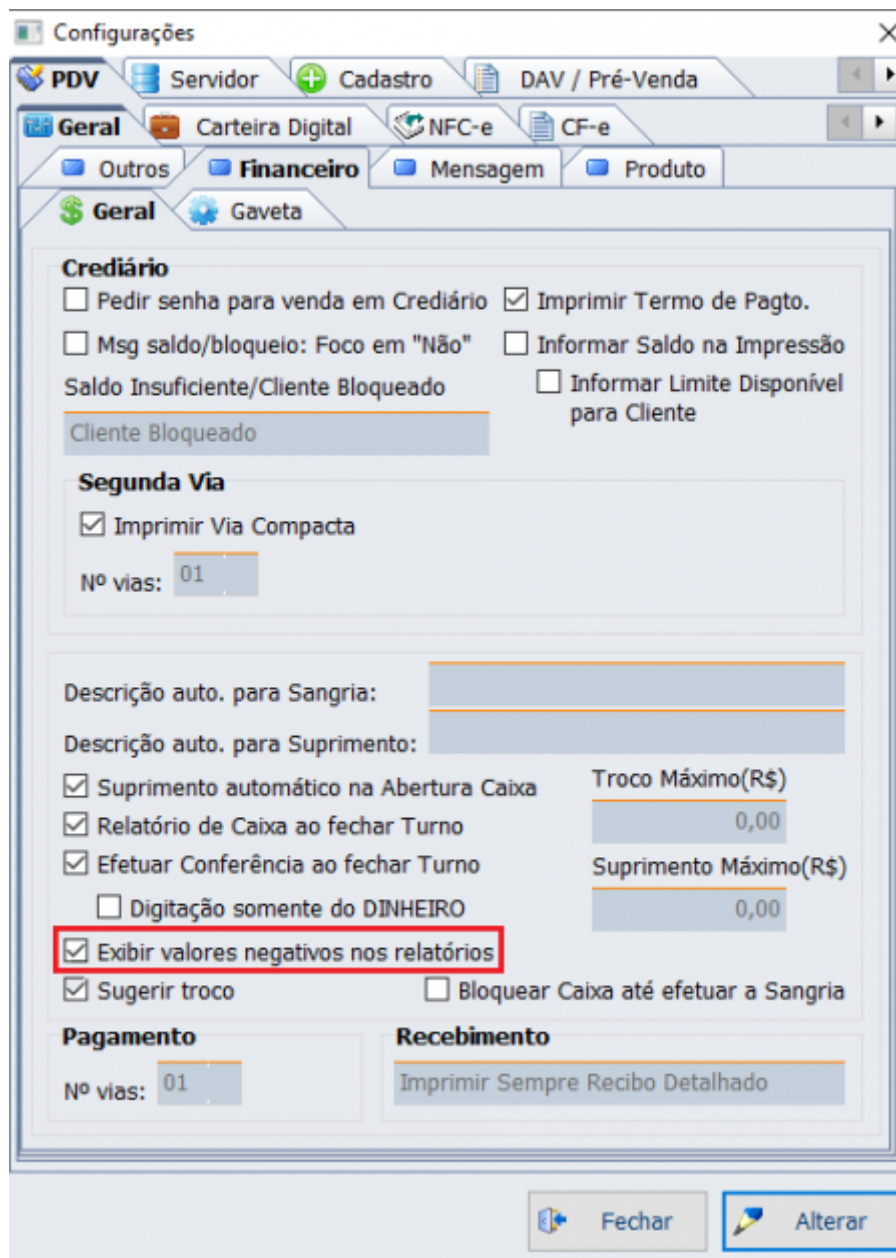 Configurações
PDV Servidor Cadastro DAV / Pré-Venda
Geral Carteira Digital NFC-e CF-e
Outros Financeiro Mensagem Produto
Geral Gaveta
Crediário
Pedir senha para venda em Crediário Imprimir Termo de Pagto.
Msg saldo/bloqueio: Foco em "Não" Informar Saldo na Impressão
Saldo Insuficiente/Cliente Bloqueado Informar Limite Disponível
para Cliente
Cliente Bloqueado
Segunda Via
Imprimir Via Compacta
Nº vias: 01
Descrição auto. para Sangria:
Descrição auto. para Suprimento:
Suprimento automático na Abertura Caixa Troco Máximo(R$)
Relatório de Caixa ao fechar Turno 0,00
Efetuar Conferência ao fechar Turno Suprimento Máximo(R$)
Digitação somente do DINHEIRO 0,00
Exibir valores negativos nos relatórios
Sugerir troco Bloquear Caixa até efetuar a Sangria
Pagamento Recebimento
Nº vias: 01 Imprimir Sempre Recibo Detalhado
Fechar Alterar